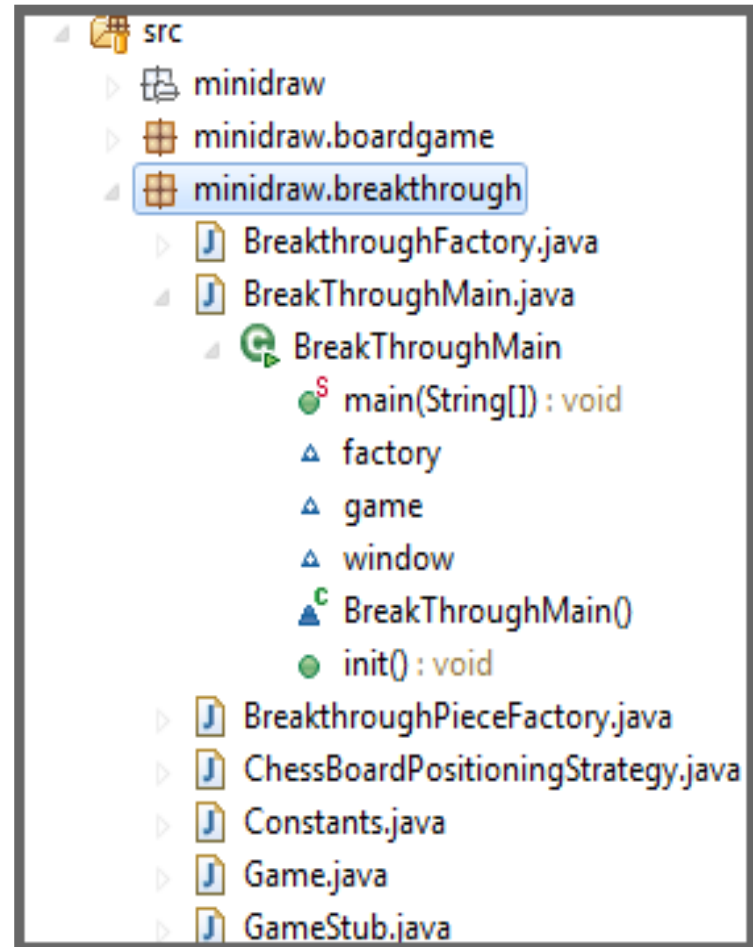 src
minidraw
minidraw.boardgame
minidraw.breakthrough
BreakthroughFactory.java
BreakThroughMain.java
BreakThroughMain
main(String[]) : void
factory
game
window
BreakThroughMain()
init() : void
BreakthroughPieceFactory.java
ChessBoardPositioningStrategy.java
Constants.java
Game.java
GameStub.java